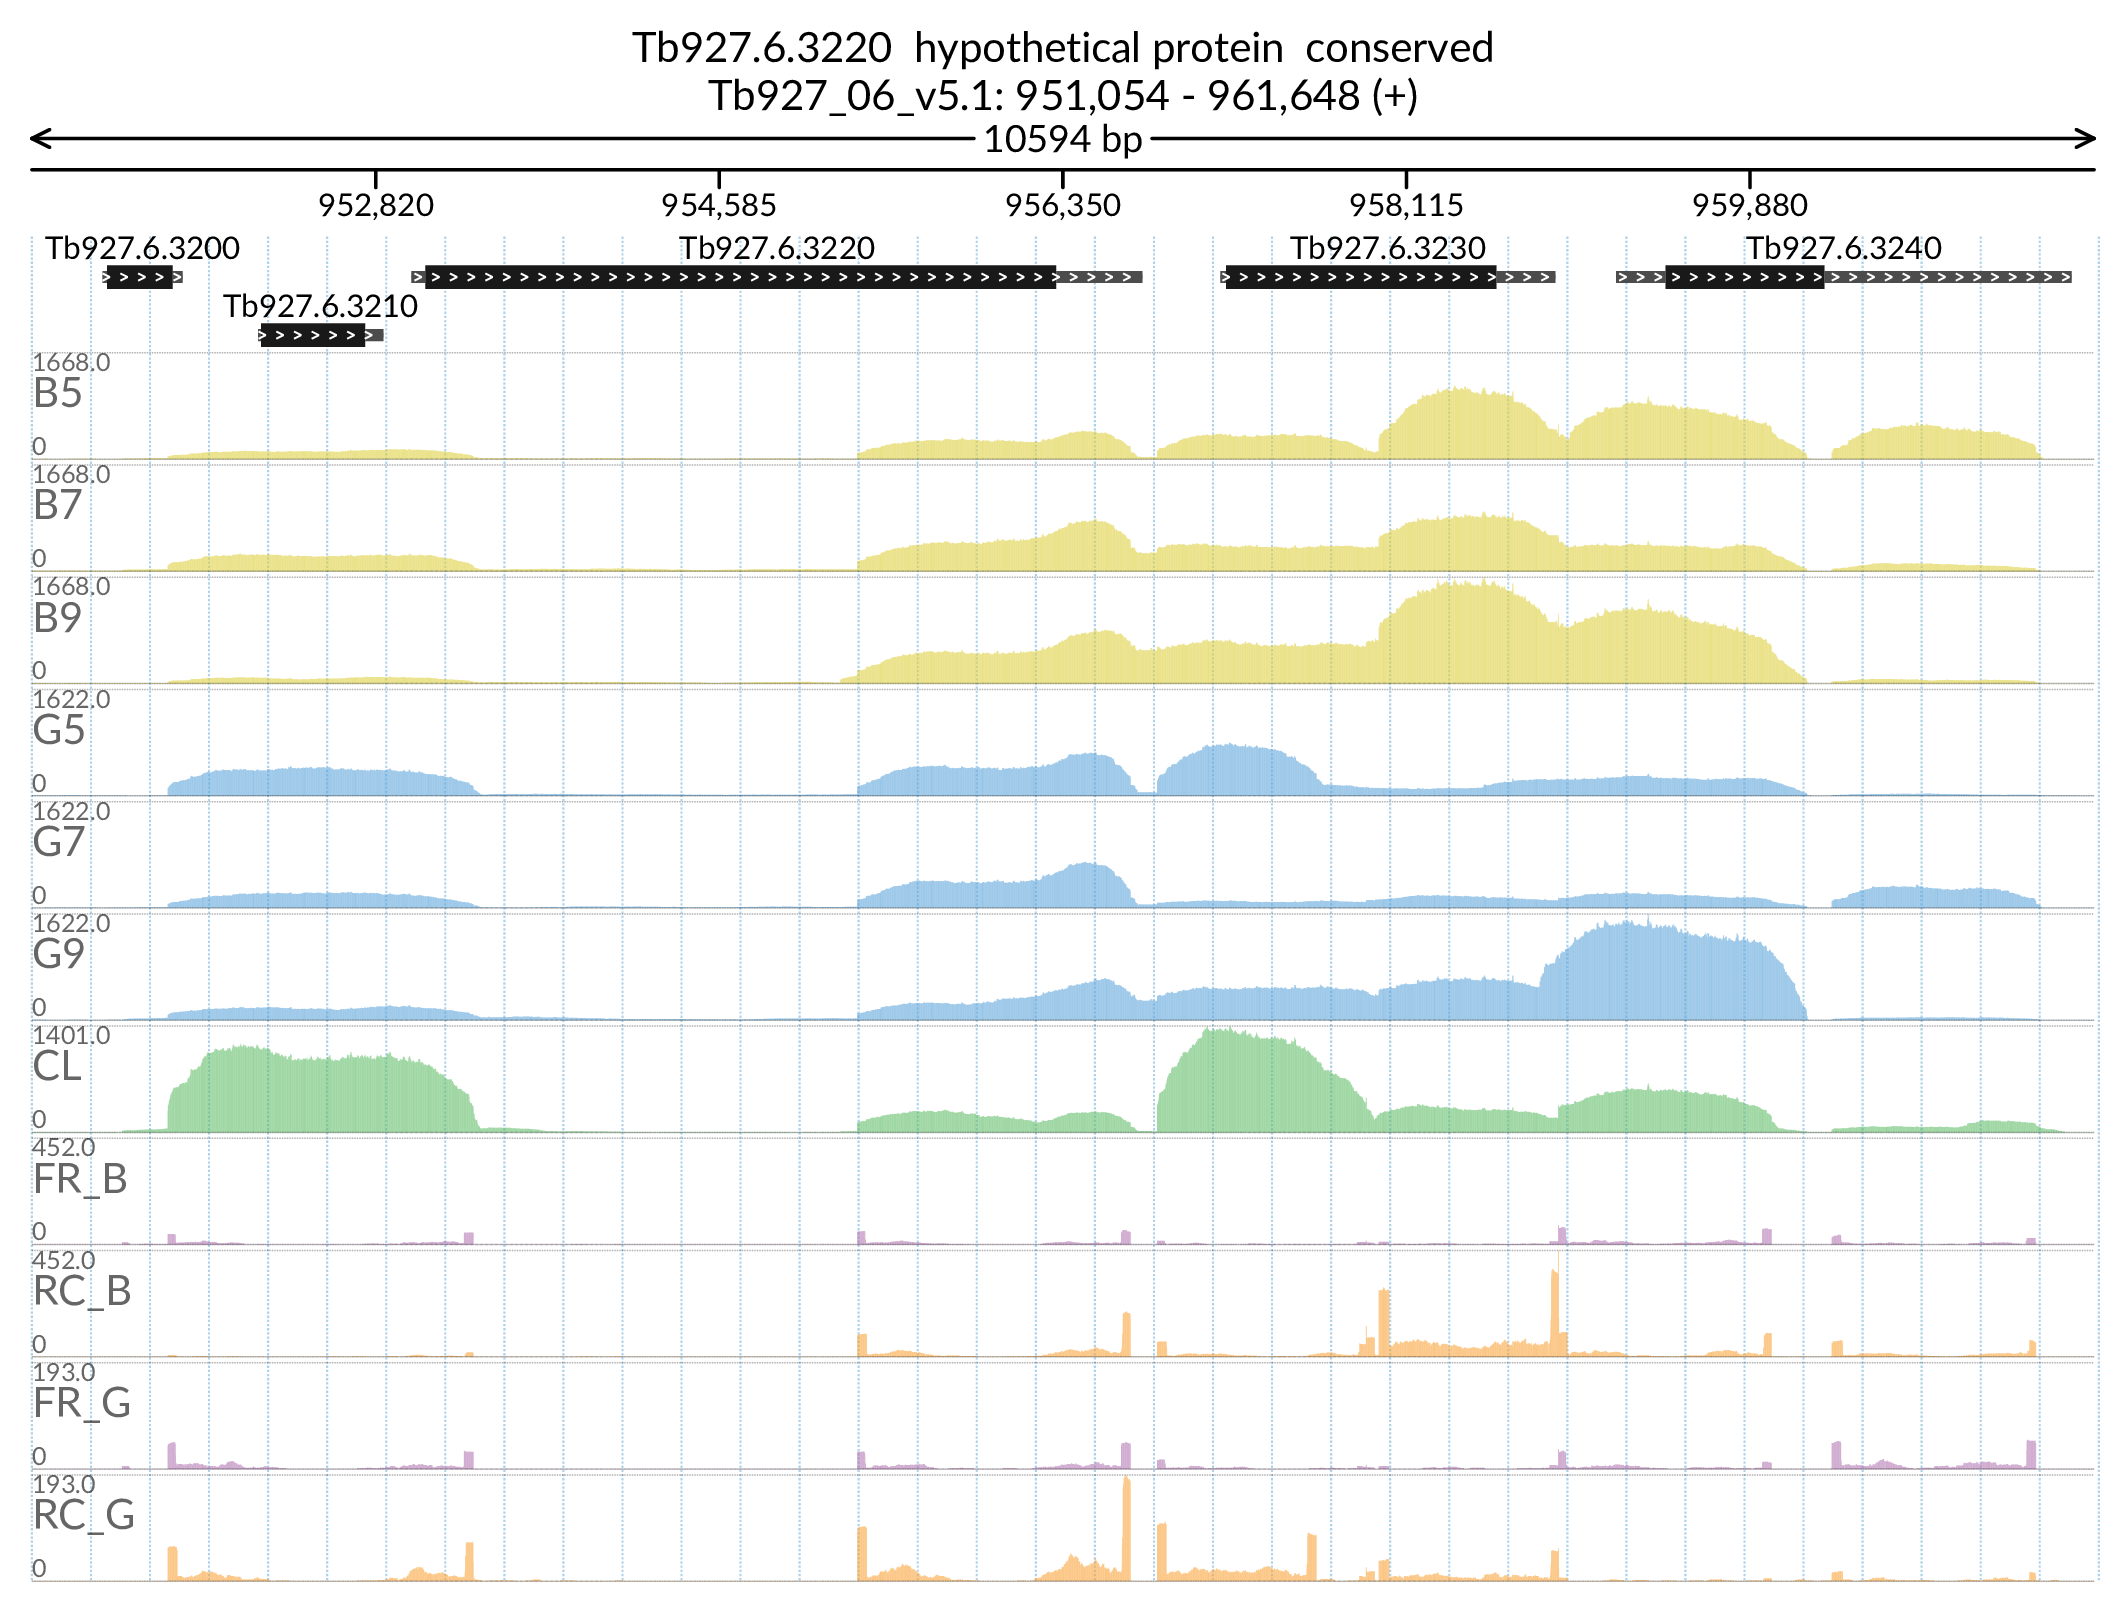 Tb927.6.3220  hypothetical protein  conserved
Tb927_06_v5.1: 951,054 - 961,648 (+)
10594 bp
952,820 954,585 956,350 958,115 959,880
Tb927.6.3200 Tb927.6.3220 Tb927.6.3230 Tb927.6.3240
Tb927.6.3210
1668.0
B5
0
1668.0
B7
0
1668.0
B9
0
1622.0
G5
0
1622.0
G7
0
1622.0
G9
0
1401.0
CL
0
452.0
FR_B
0
452.0
RC_B
0
193.0
FR_G
0
193.0
RC_G
0